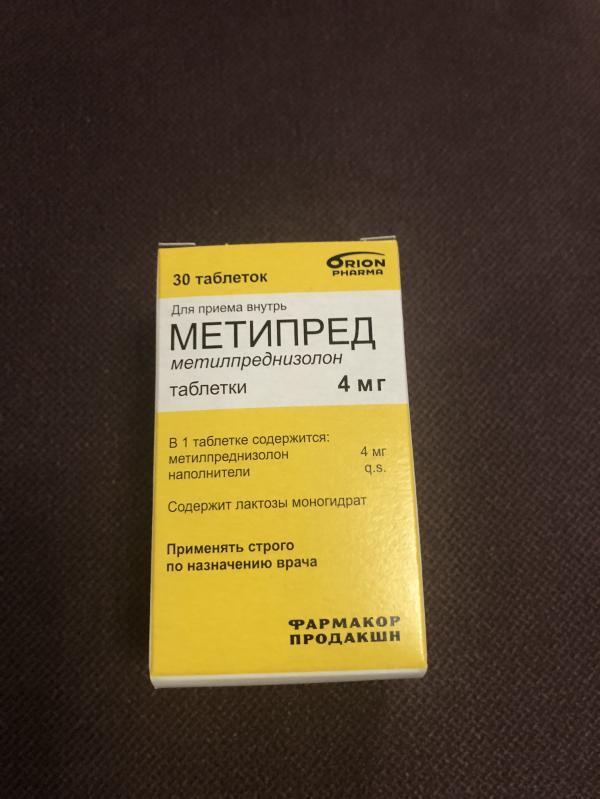 30 таблеток
ORION
PHARMA
Для приема внутрь
МЕТИПРЕД
метилпреднизолон
таблетки 4 мг
В 1 таблетке содержится:
метилпреднизолон 4 мг
наполнители q.s.
Содержит лактозы моногидрат
Применять строго
по назначению врача
ФАРМАКОР
ПРОДАКШН